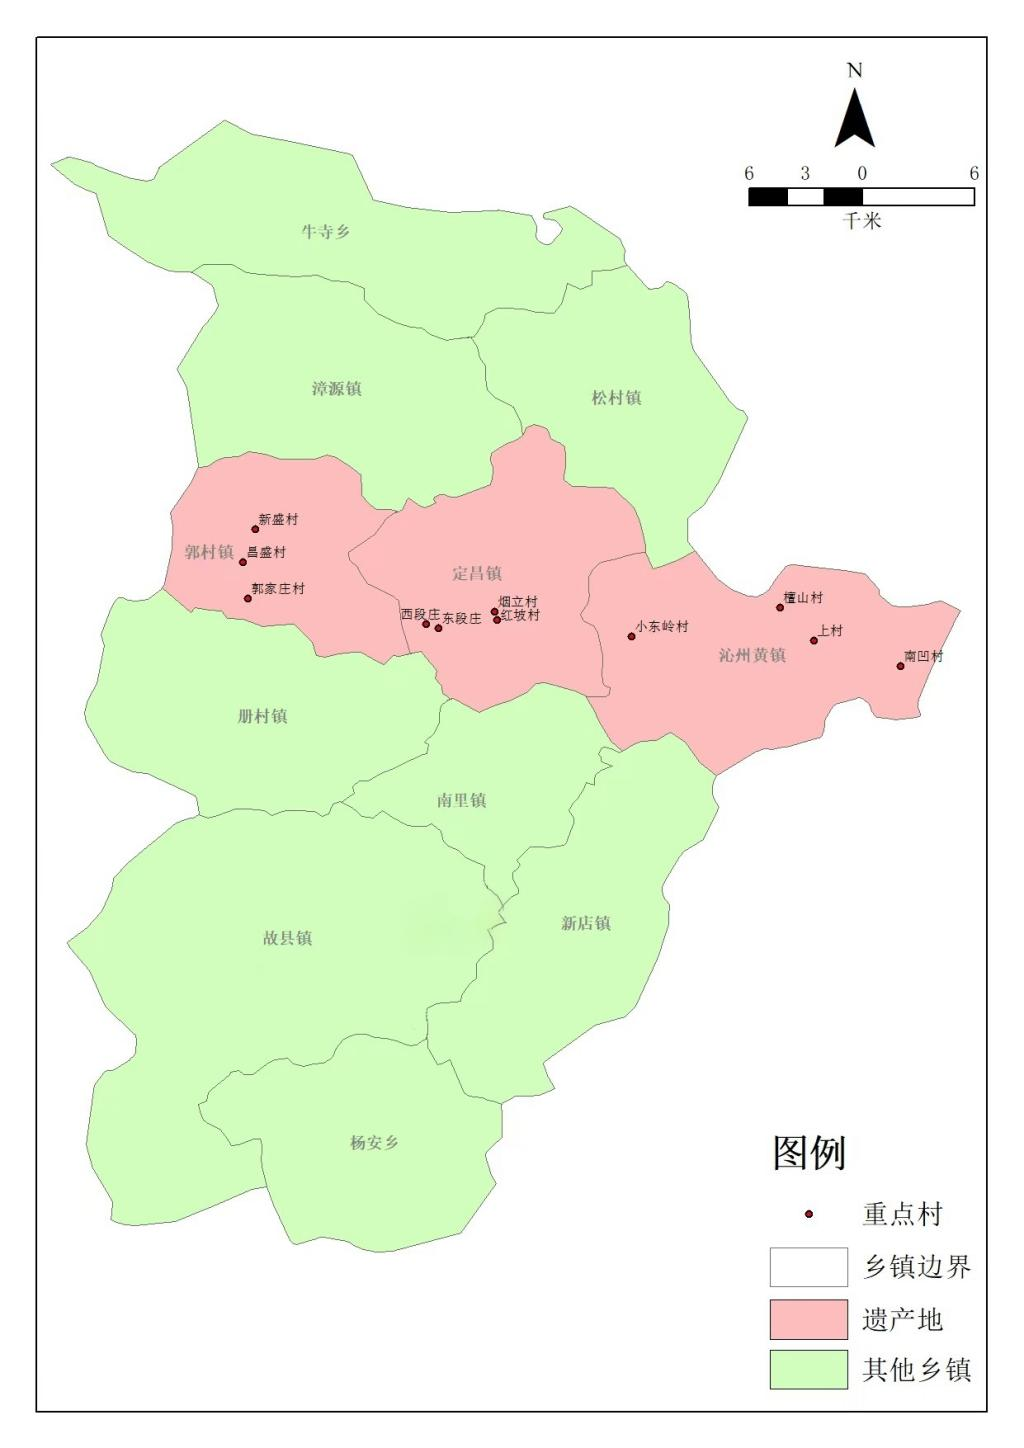 N
6 3 0 6
千米
牛寺乡
漳源镇
松村镇
新盛村
郭村镇
昌盛村
郭家庄村
定昌镇
烟立村
红坡村
西段庄
东段庄
檀山村
小东岭村
上村
沁州黄镇
南凹村
册村镇
南里镇
故县镇
新店镇
杨安乡
图例
重点村
乡镇边界
遗产地
其他乡镇